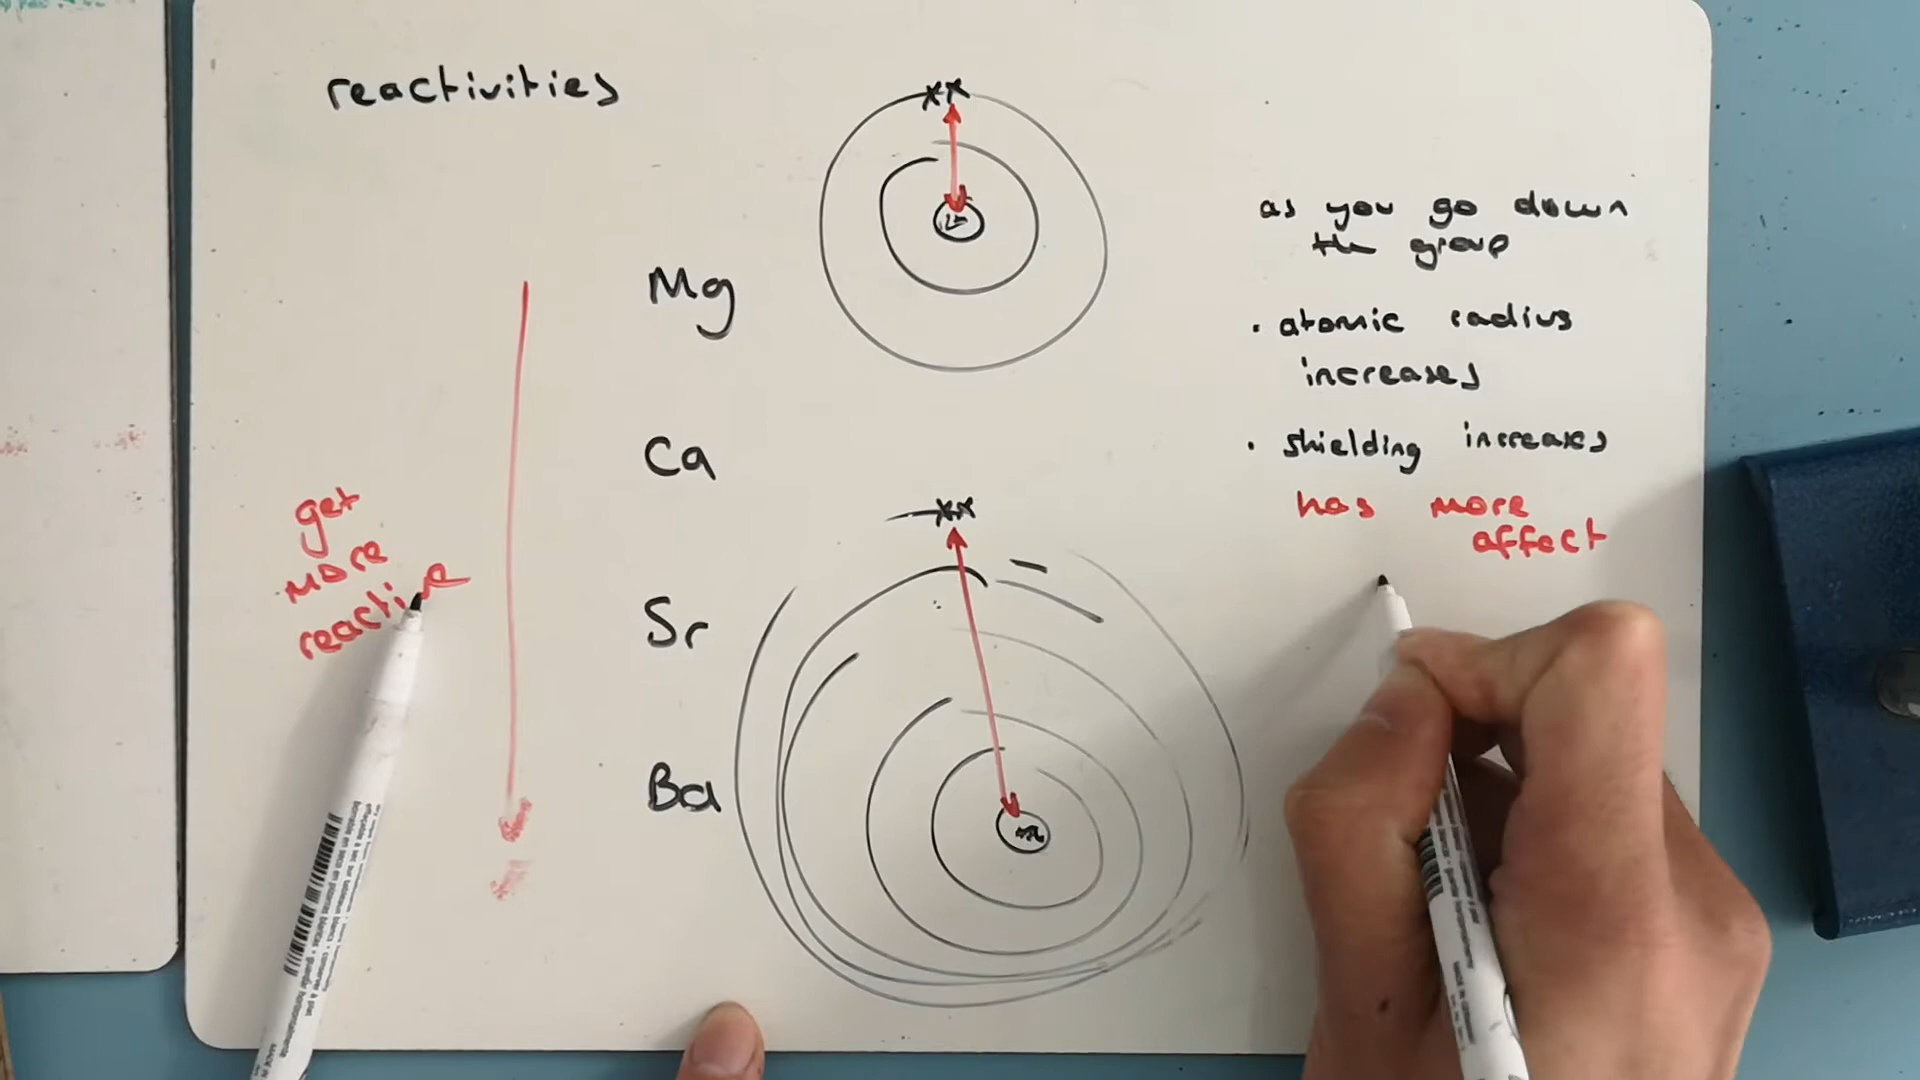 reactivities
Mg
Ca
Sr
Ba
get
more
reactive
as you go down
the group
· atomic radius
increases
· shielding increases
has more
affect